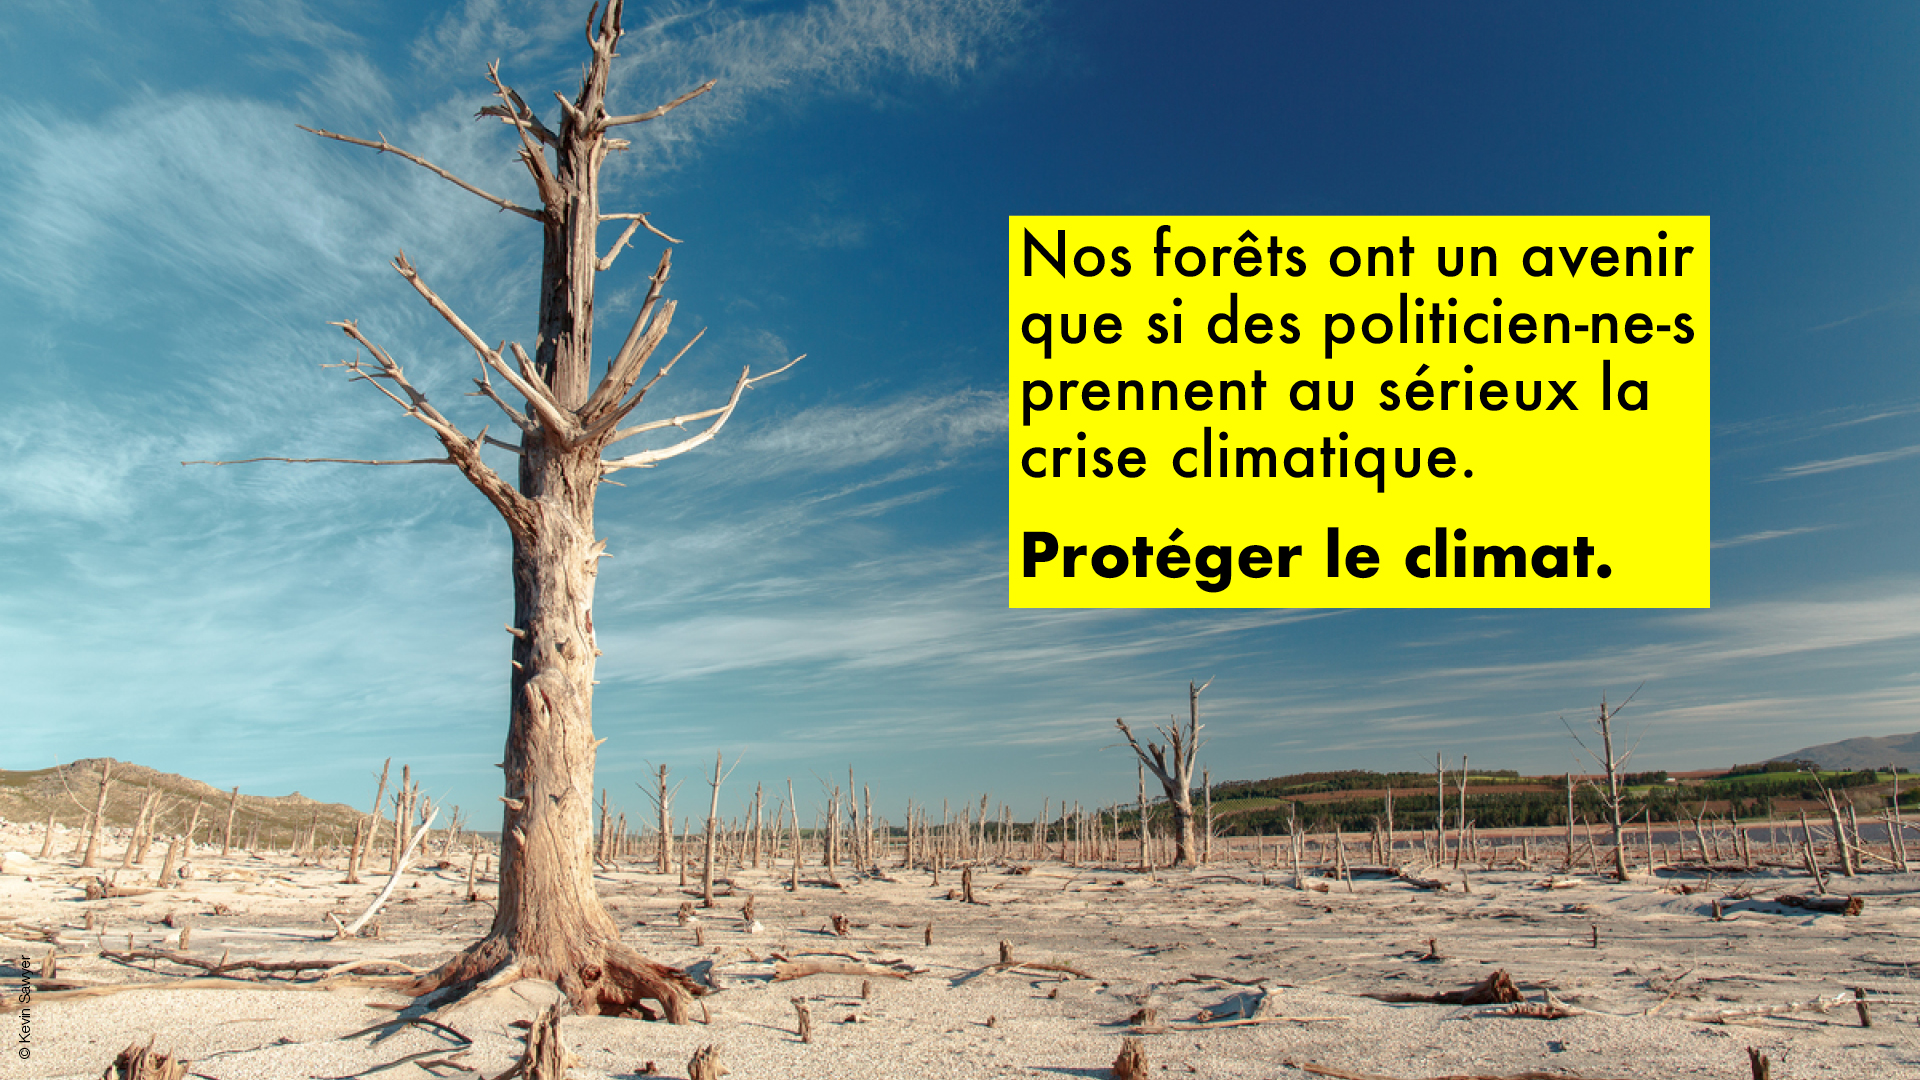 Nos forêts ont un avenir
que si des politicien-ne-s
prennent au sérieux la
crise climatique.
Protéger le climat.
© Kevin Sawyer